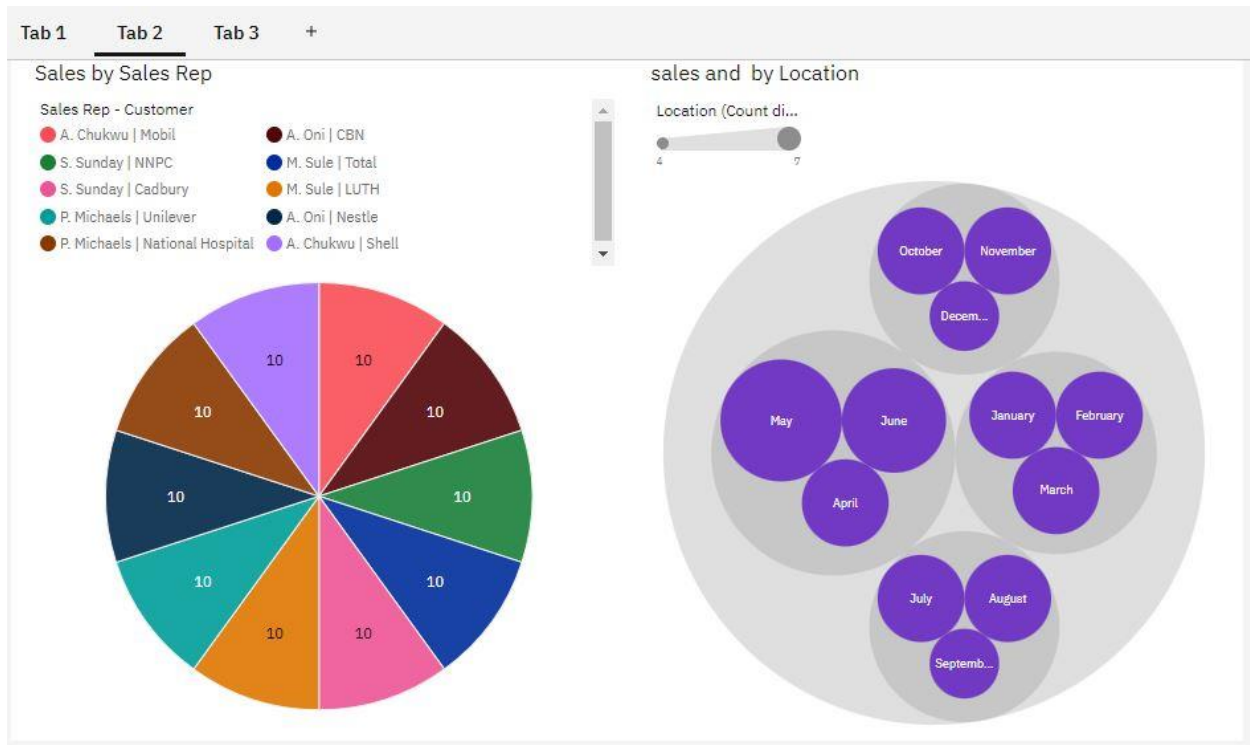 Tab 1 Tab 2 Tab 3 +
Sales by Sales Rep
Sales Rep - Customer
A. Chukwu | Mobil
A. Oni | CBN
S. Sunday | NNPC
M. Sule | Total
S. Sunday | Cadbury
M. Sule | LUTH
P. Michaels | Unilever
A. Oni | Nestle
P. Michaels | National Hospital
A. Chukwu | Shell
10
10
10
10
10
10
10
10
10
10
sales and by Location
Location (Count di...
4 7
October
November
Decem...
May
June
April
January
February
March
July
August
Septemb...